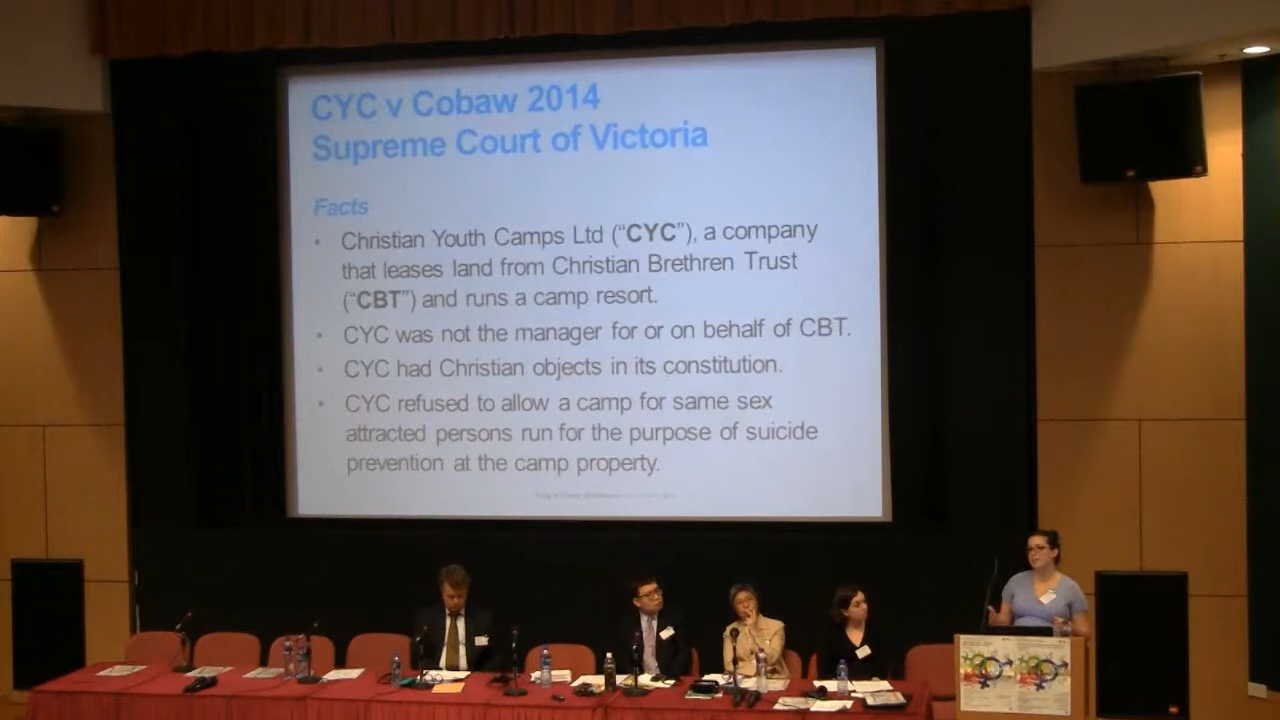 CYC v Cobaw 2014
Supreme Court of Victoria
Facts
• Christian Youth Camps Ltd (“CYC”), a company
that leases land from Christian Brethren Trust
(“CBT”) and runs a camp resort.
• CYC was not the manager for or on behalf of CBT.
• CYC had Christian objects in its constitution.
• CYC refused to allow a camp for same sex
attracted persons run for the purpose of suicide
prevention at the camp property.